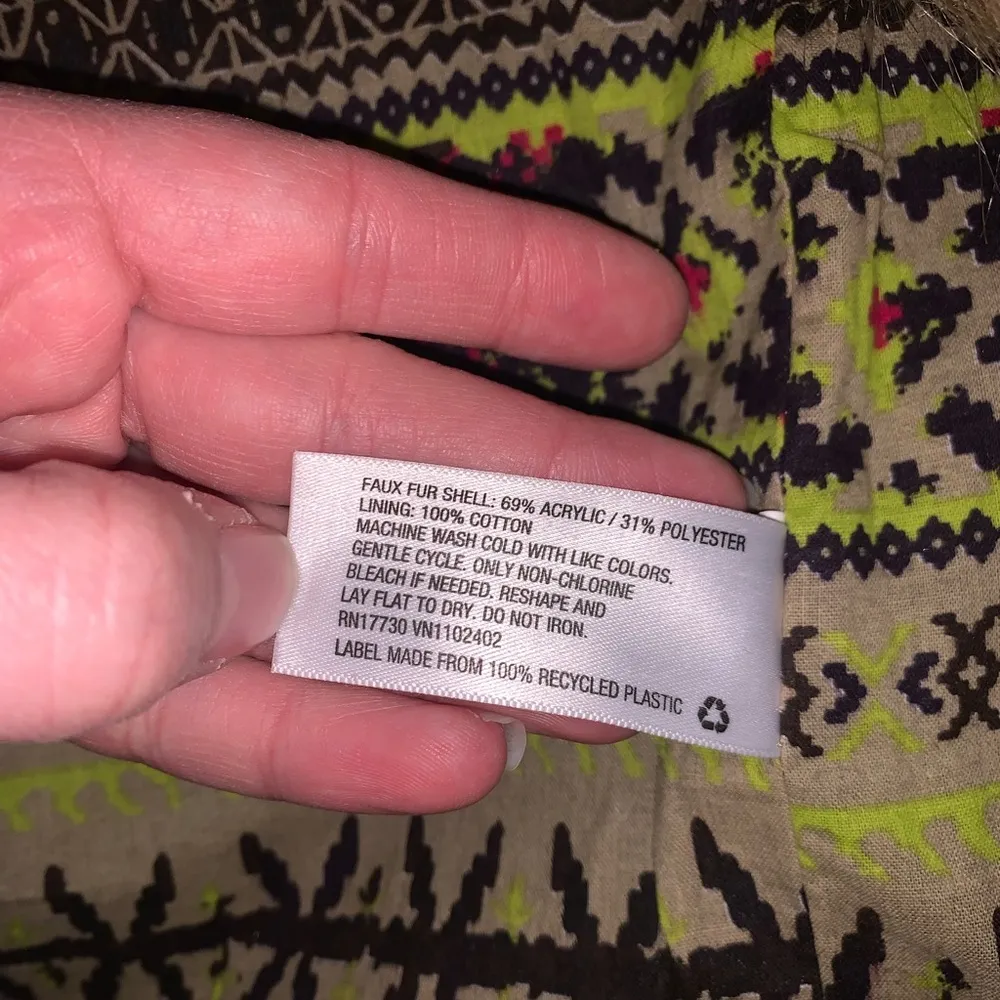 FAUX FUR SHELL: 69% ACRYLIC / 31% POLYESTER
LINING: 100% COTTON
MACHINE WASH COLD WITH LIKE COLORS.
GENTLE CYCLE. ONLY NON-CHLORINE
BLEACH IF NEEDED. RESHAPE AND
LAY FLAT TO DRY. DO NOT IRON.
RN17730 VN1102402
LABEL MADE FROM 100% RECYCLED PLASTIC